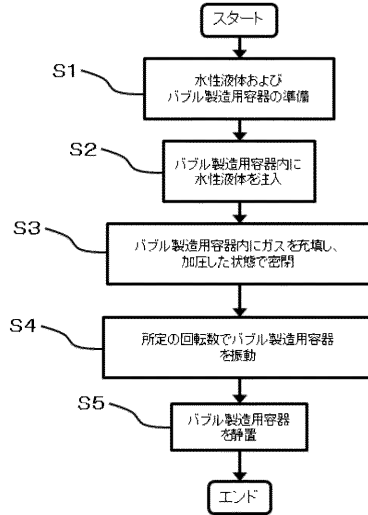 スタート
S1
水性液体および
バブル製造用容器の準備
S2
バブル製造用容器内に
水性液体を注入
S3
バブル製造用容器内にガスを充填し、
加圧した状態で密閉
S4
所定の回転数でバブル製造用容器
を振動
S5
バブル製造用容器
を静置
エンド